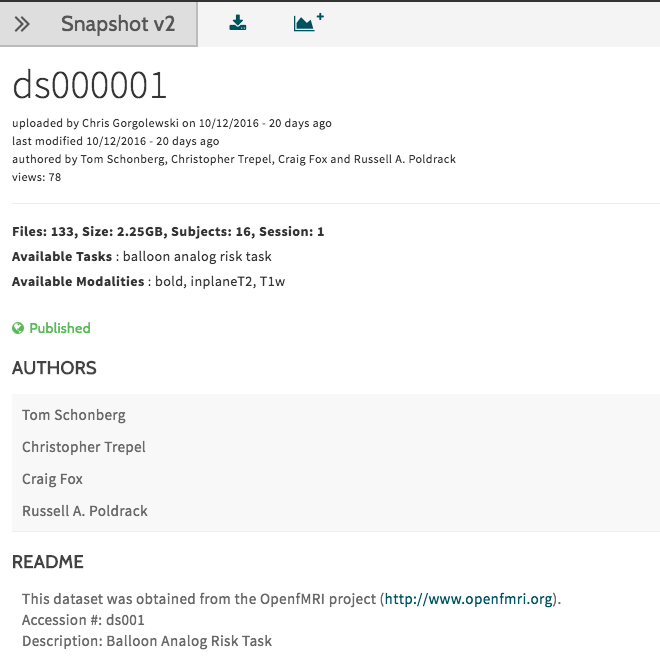 Snapshot v2
ds000001
uploaded by Chris Gorgolewski on 10/12/2016 - 20 days ago
last modified 10/12/2016 - 20 days ago
authored by Tom Schonberg, Christopher Trepel, Craig Fox and Russell A. Poldrack
views: 78
Files: 133, Size: 2.25GB, Subjects: 16, Session: 1
Available Tasks : balloon analog risk task
Available Modalities : bold, inplaneT2, T1w
Published
AUTHORS
Tom Schonberg
Christopher Trepel
Craig Fox
Russell A. Poldrack
README
This dataset was obtained from the OpenfMRI project (http://www.openfmri.org).
Accession #: ds001
Description: Balloon Analog Risk Task